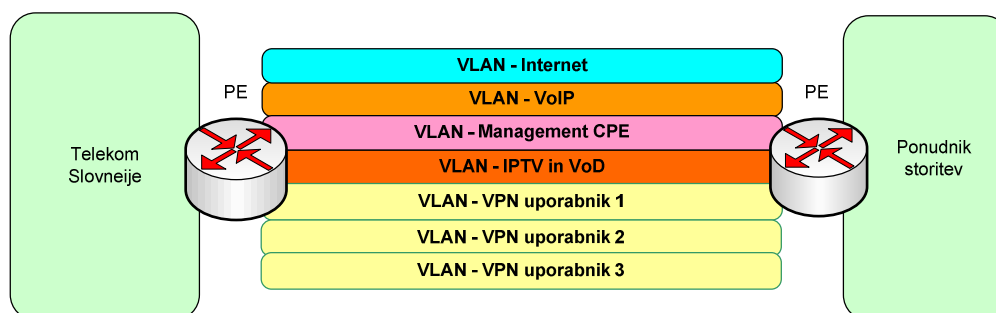 VLAN - Internet
PE
PE
VLAN - VoIP
VLAN - Management CPE
Telekom
Slovneije
Ponudnik
storitev
VLAN - IPTV in VoD
VLAN - VPN uporabnik 1
VLAN - VPN uporabnik 2
VLAN - VPN uporabnik 3